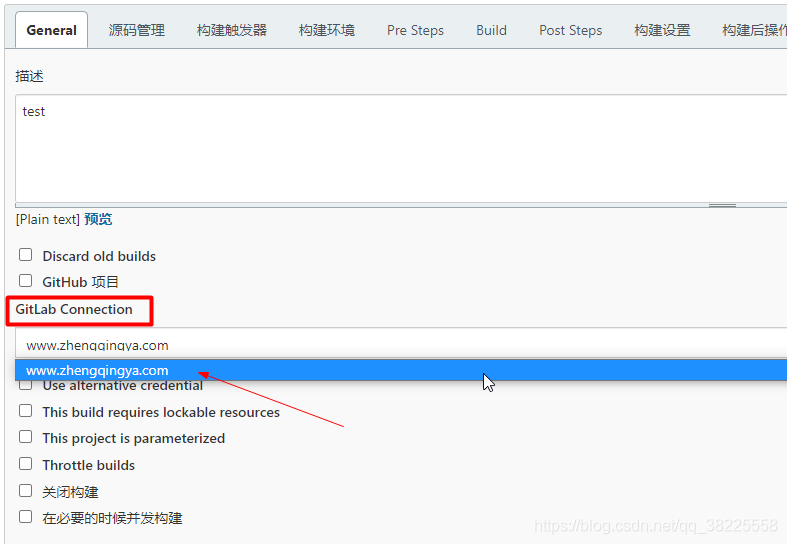 General 源码管理 构建触发器 构建环境 Pre Steps Build Post Steps 构建设置 构建后操作
描述
test
[Plain text] 预览
Discard old builds
GitHub 项目
GitLab Connection
www.zhengqingya.com
www.zhengqingya.com
Use alternative credential
This build requires lockable resources
This project is parameterized
Throttle builds
关闭构建
在必要的时候并发构建
https://blog.csdn.net/qq_38225558